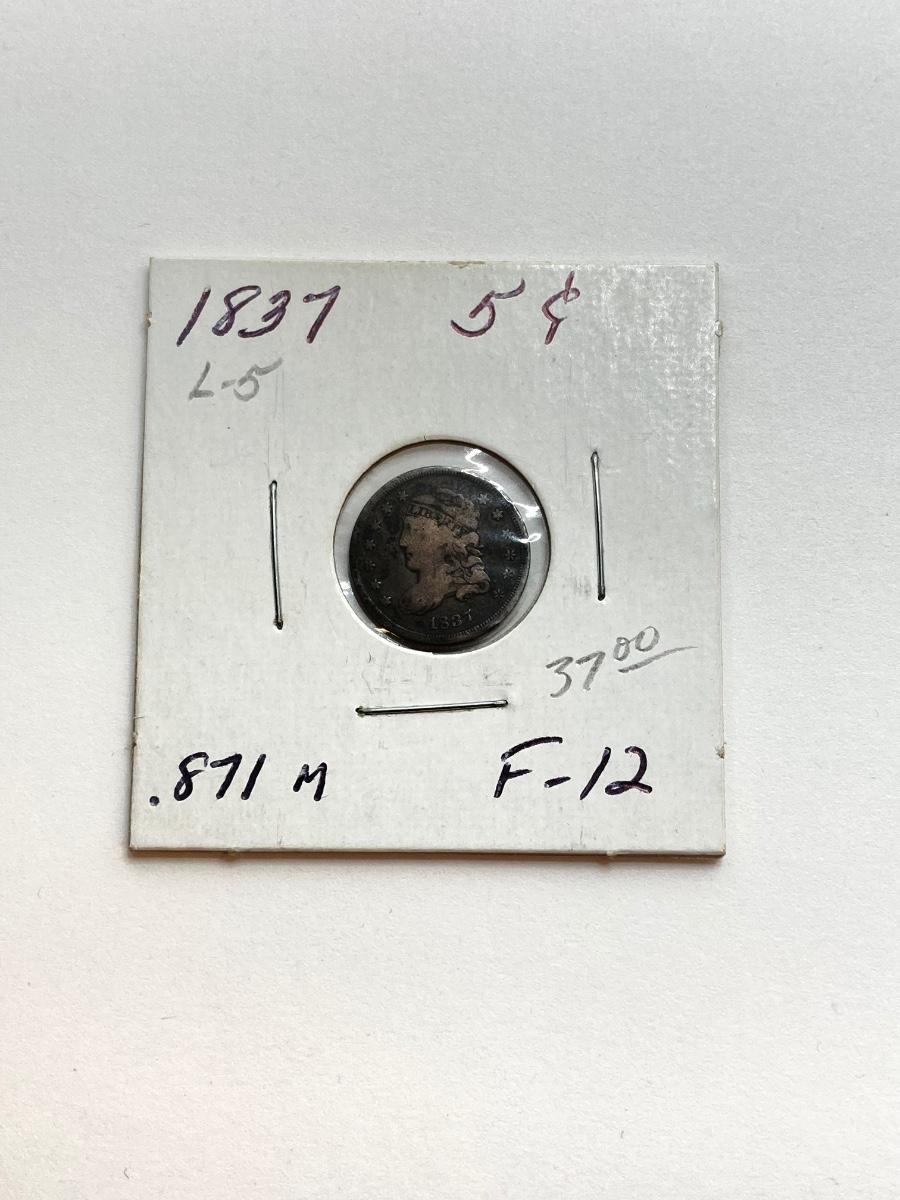 1837 5¢
L-5
LIBERTY
1837
37.00
.871 M F-12